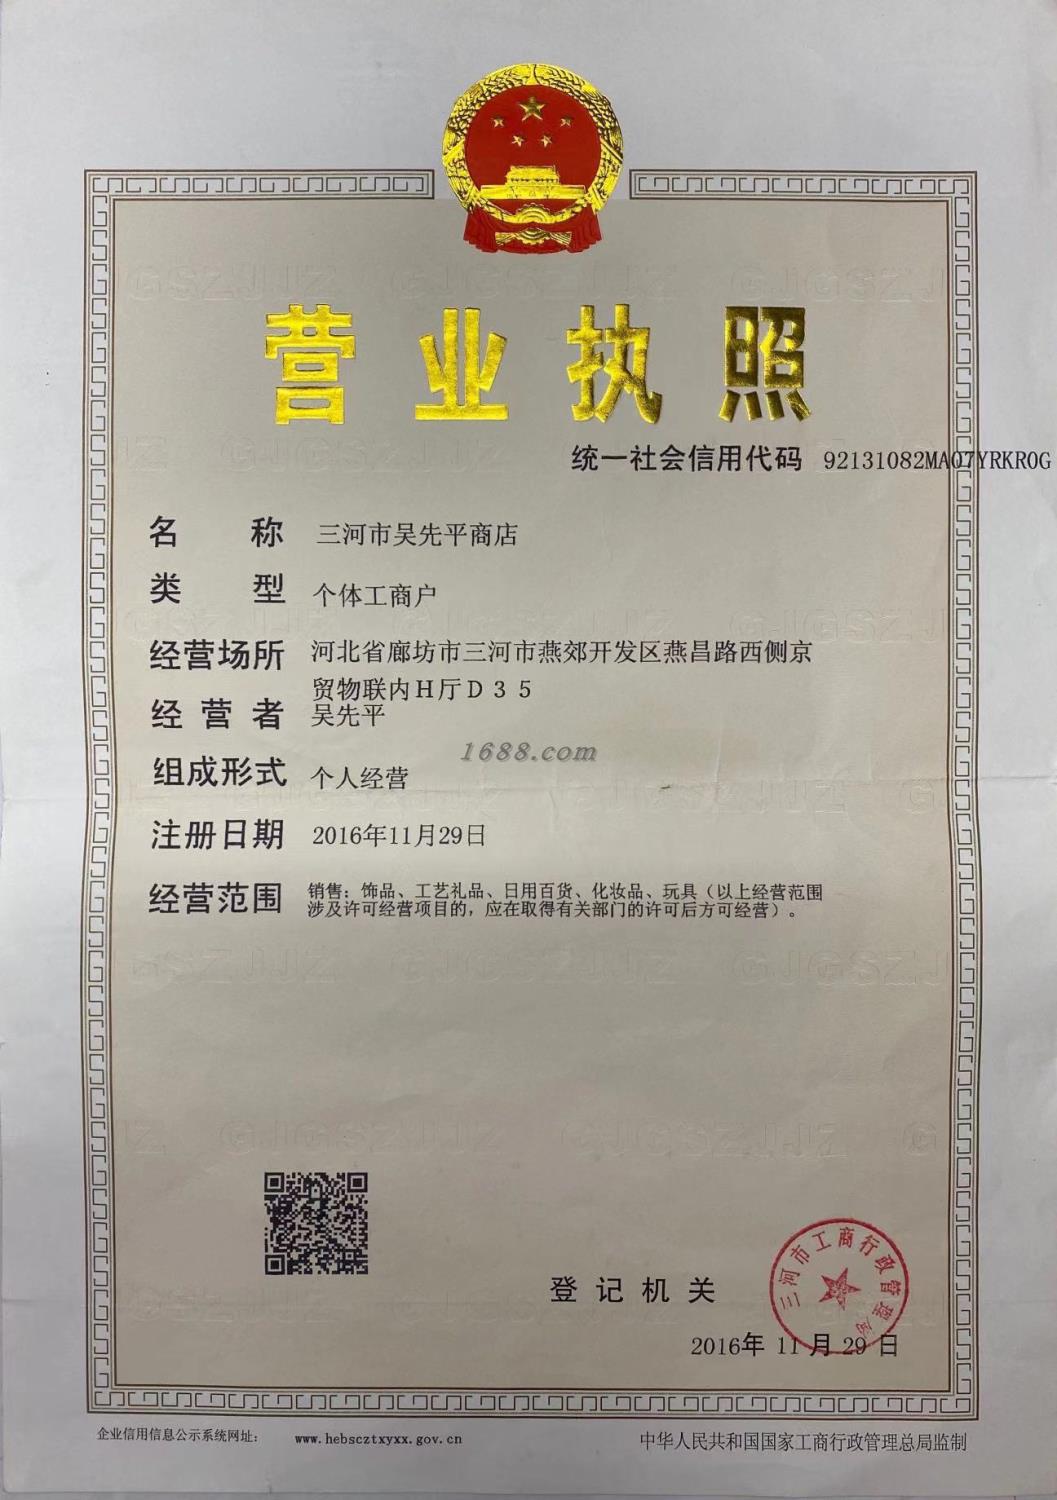 营业执照
统一社会信用代码 92131082MA07YRKR0G
名称 三河市吴先平商店
类型 个体工商户
经营场所 河北省廊坊市三河市燕郊开发区燕昌路西侧京
贸物联内H厅D35
经营者 吴先平
1688.com
组成形式 个人经营
注册日期 2016年11月29日
经营范围 销售：饰品、工艺礼品、日用百货、化妆品、玩具（以上经营范围
涉及许可经营项目的，应在取得有关部门的许可后方可经营）。
登记机关
三河市工商行政管理局
2016年 11月 29日
企业信用信息公示系统网址： www.hebscztxyxx.gov.cn
中华人民共和国国家工商行政管理总局监制